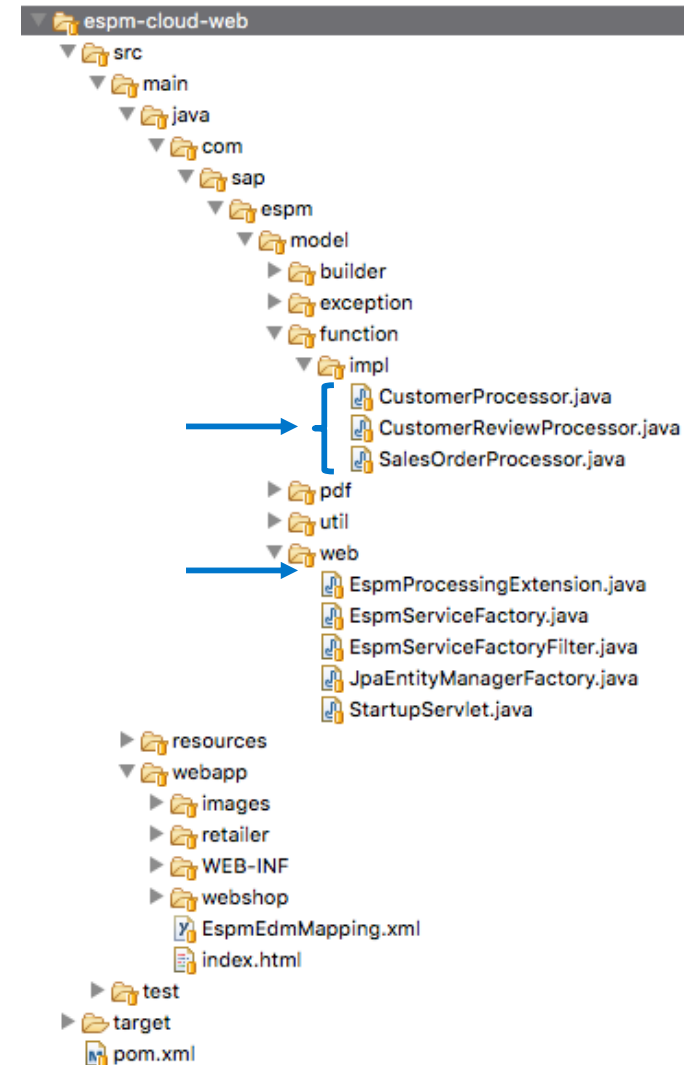 espm-cloud-web
src
main
java
com
sap
espm
model
builder
exception
function
impl
CustomerProcessor.java
CustomerReviewProcessor.java
SalesOrderProcessor.java
pdf
util
web
EspmProcessingExtension.java
EspmServiceFactory.java
EspmServiceFactoryFilter.java
JpaEntityManagerFactory.java
StartupServlet.java
resources
webapp
images
retailer
WEB-INF
webshop
EspmEdmMapping.xml
index.html
test
target
pom.xml